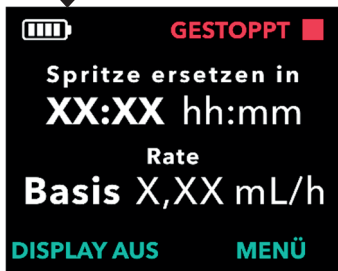 GESTOPPT
Spritze ersetzen in
XX:XX hh:mm
Rate
Basis X,XX mL/h
DISPLAY AUS MENÜ